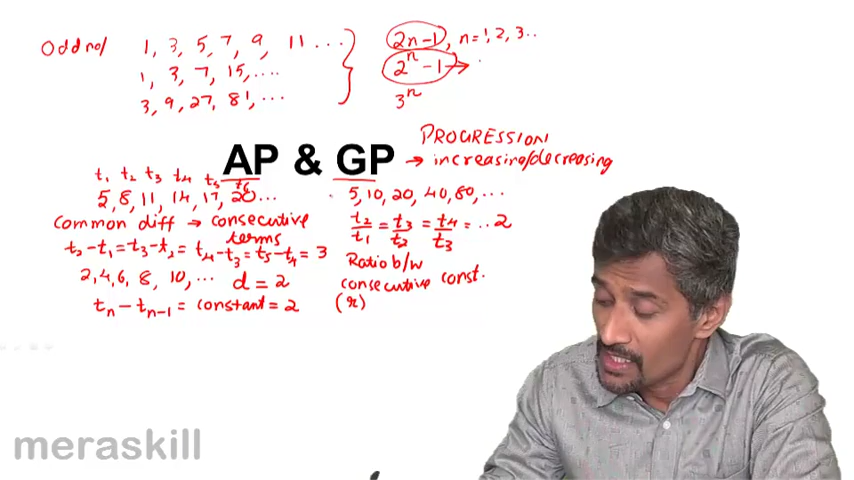 Odd no/ 1, 3, 5, 7, 9, 11 ... 2n-1, n=1,2,3..
1, 3, 7, 15, .... 2ⁿ-1 →
3, 9, 27, 81, ... 3ⁿ
PROGRESSION
AP & GP → increasing/decreasing
t₁ t₂ t₃ t₄ t₅ t₆
5, 8, 11, 14, 17, 20 ... 5, 10, 20, 40, 80, ...
Common diff → consecutive terms t₂/t₁ = t₃/t₂ = t₄/t₃ = .. 2
t₂-t₁ = t₃-t₂ = t₄-t₃ = t₅-t₄ = 3 Ratio b/w
2, 4, 6, 8, 10, ... d = 2 consecutive const.
tₙ - tₙ₋₁ = constant = 2 (r)
meraskill